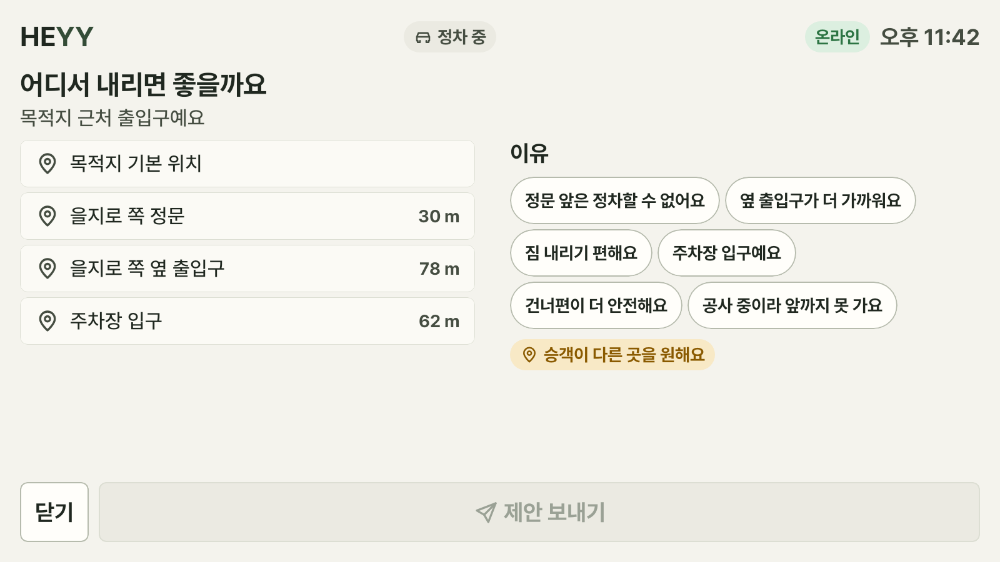 HEYY
정차 중
온라인
오후 11:42
어디서 내리면 좋을까요
목적지 근처 출입구예요
목적지 기본 위치
을지로 쪽 정문 30 m
을지로 쪽 옆 출입구 78 m
주차장 입구 62 m
이유
정문 앞은 정차할 수 없어요
옆 출입구가 더 가까워요
짐 내리기 편해요
주차장 입구예요
건너편이 더 안전해요
공사 중이라 앞까지 못 가요
승객이 다른 곳을 원해요
닫기
제안 보내기